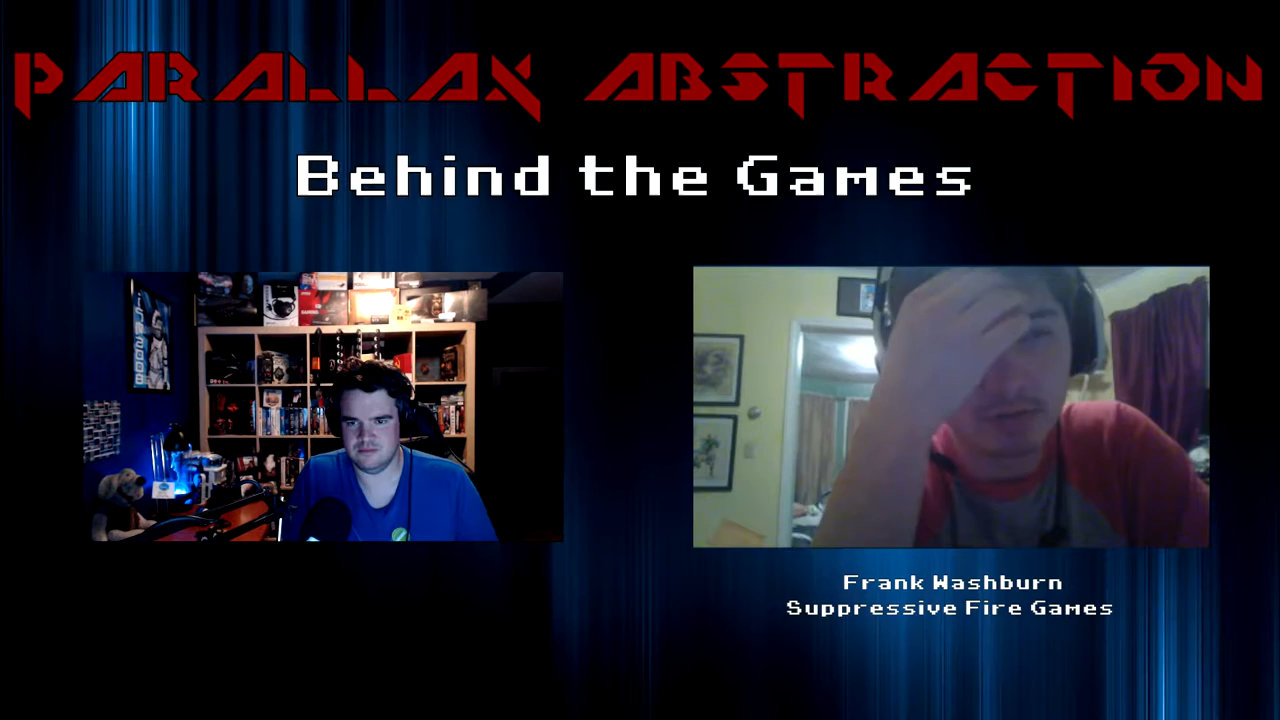 PARALLAX ABSTRACTION
Behind the Games
Frank Washburn
Suppressive Fire Games